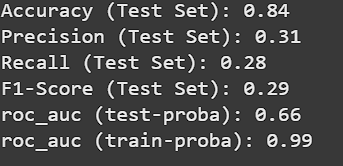 Accuracy (Test Set): 0.84
Precision (Test Set): 0.31
Recall (Test Set): 0.28
F1-Score (Test Set): 0.29
roc_auc (test-proba): 0.66
roc_auc (train-proba): 0.99